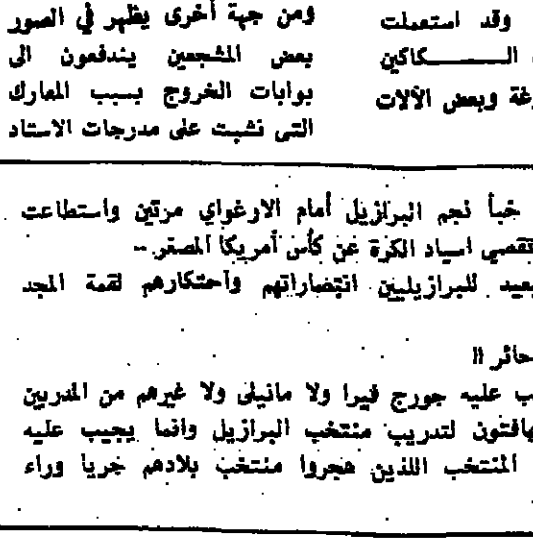 وقد استعملت
الـــــــــكاكين
وبعض الآلات
ومن جهة أخرى يظهر في الصور
بعض المشجعين يندفعون الى
بوابات الخروج بسبب المعارك
التى نشبت على مدرجات الاستاد
خبأ نجم البرازيل أمام الارغواي مرتين واستطاعت
تقصي اسياد الكرة عن كأس أمريكا المصغر --
للبرازيليين انتصاراتهم واحتكارهم لقمة المجد
حائر !!
عليه جورج فيرا ولا مانيلى ولا غيرهم من المدربين
لتدريب منتخب البرازيل وانما يجيب عليه
المنتخب اللذين هجروا منتخب بلادهم جريا وراء